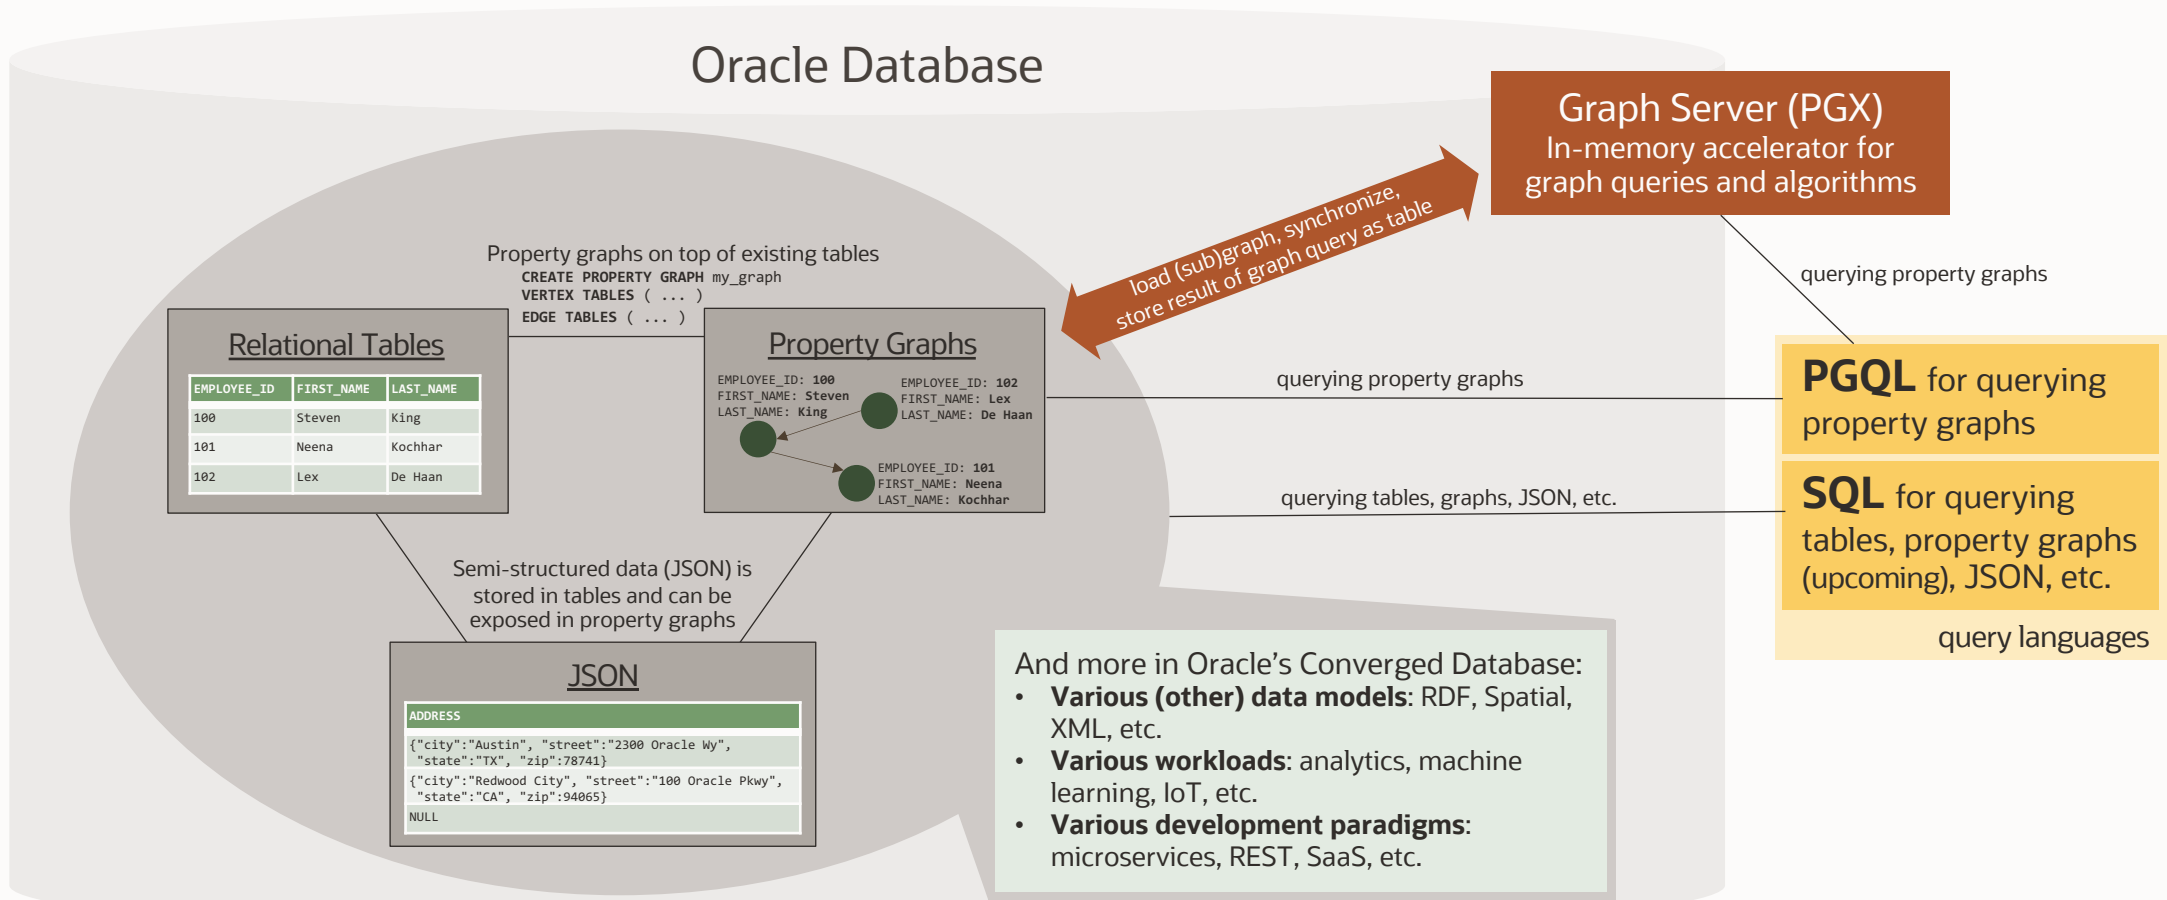 Oracle Database
Graph Server (PGX)
In-memory accelerator for
graph queries and algorithms
load (sub)graph, synchronize,
store result of graph query as table
Property graphs on top of existing tables
CREATE PROPERTY GRAPH my_graph
VERTEX TABLES ( ... )
EDGE TABLES ( ... )
querying property graphs
Relational Tables
EMPLOYEE_ID FIRST_NAME LAST_NAME
100 Steven King
101 Neena Kochhar
102 Lex De Haan
Property Graphs
EMPLOYEE_ID: 100
FIRST_NAME: Steven
LAST_NAME: King
EMPLOYEE_ID: 102
FIRST_NAME: Lex
LAST_NAME: De Haan
EMPLOYEE_ID: 101
FIRST_NAME: Neena
LAST_NAME: Kochhar
querying property graphs
PGQL for querying
property graphs
querying tables, graphs, JSON, etc.
SQL for querying
tables, property graphs
(upcoming), JSON, etc.
query languages
Semi-structured data (JSON) is
stored in tables and can be
exposed in property graphs
JSON
ADDRESS
{"city":"Austin", "street":"2300 Oracle Wy",
"state":"TX", "zip":78741}
{"city":"Redwood City", "street":"100 Oracle Pkwy",
"state":"CA", "zip":94065}
NULL
And more in Oracle’s Converged Database:
• Various (other) data models: RDF, Spatial,
XML, etc.
• Various workloads: analytics, machine
learning, IoT, etc.
• Various development paradigms:
microservices, REST, SaaS, etc.